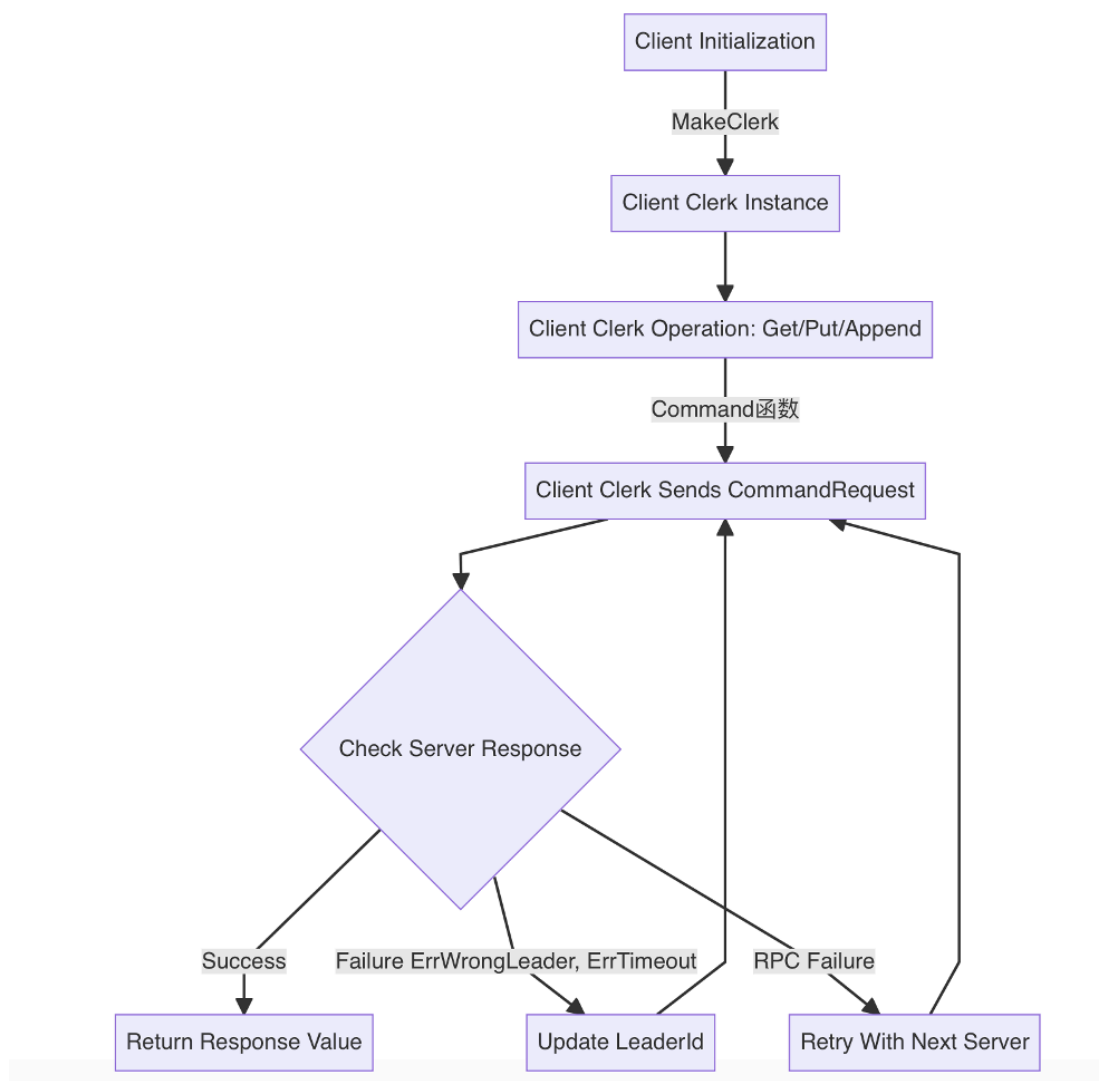 Client Initialization
MakeClerk
Client Clerk Instance
Client Clerk Operation: Get/Put/Append
Command函数
Client Clerk Sends CommandRequest
Check Server Response
Success
Failure ErrWrongLeader, ErrTimeout
RPC Failure
Return Response Value
Update LeaderId
Retry With Next Server